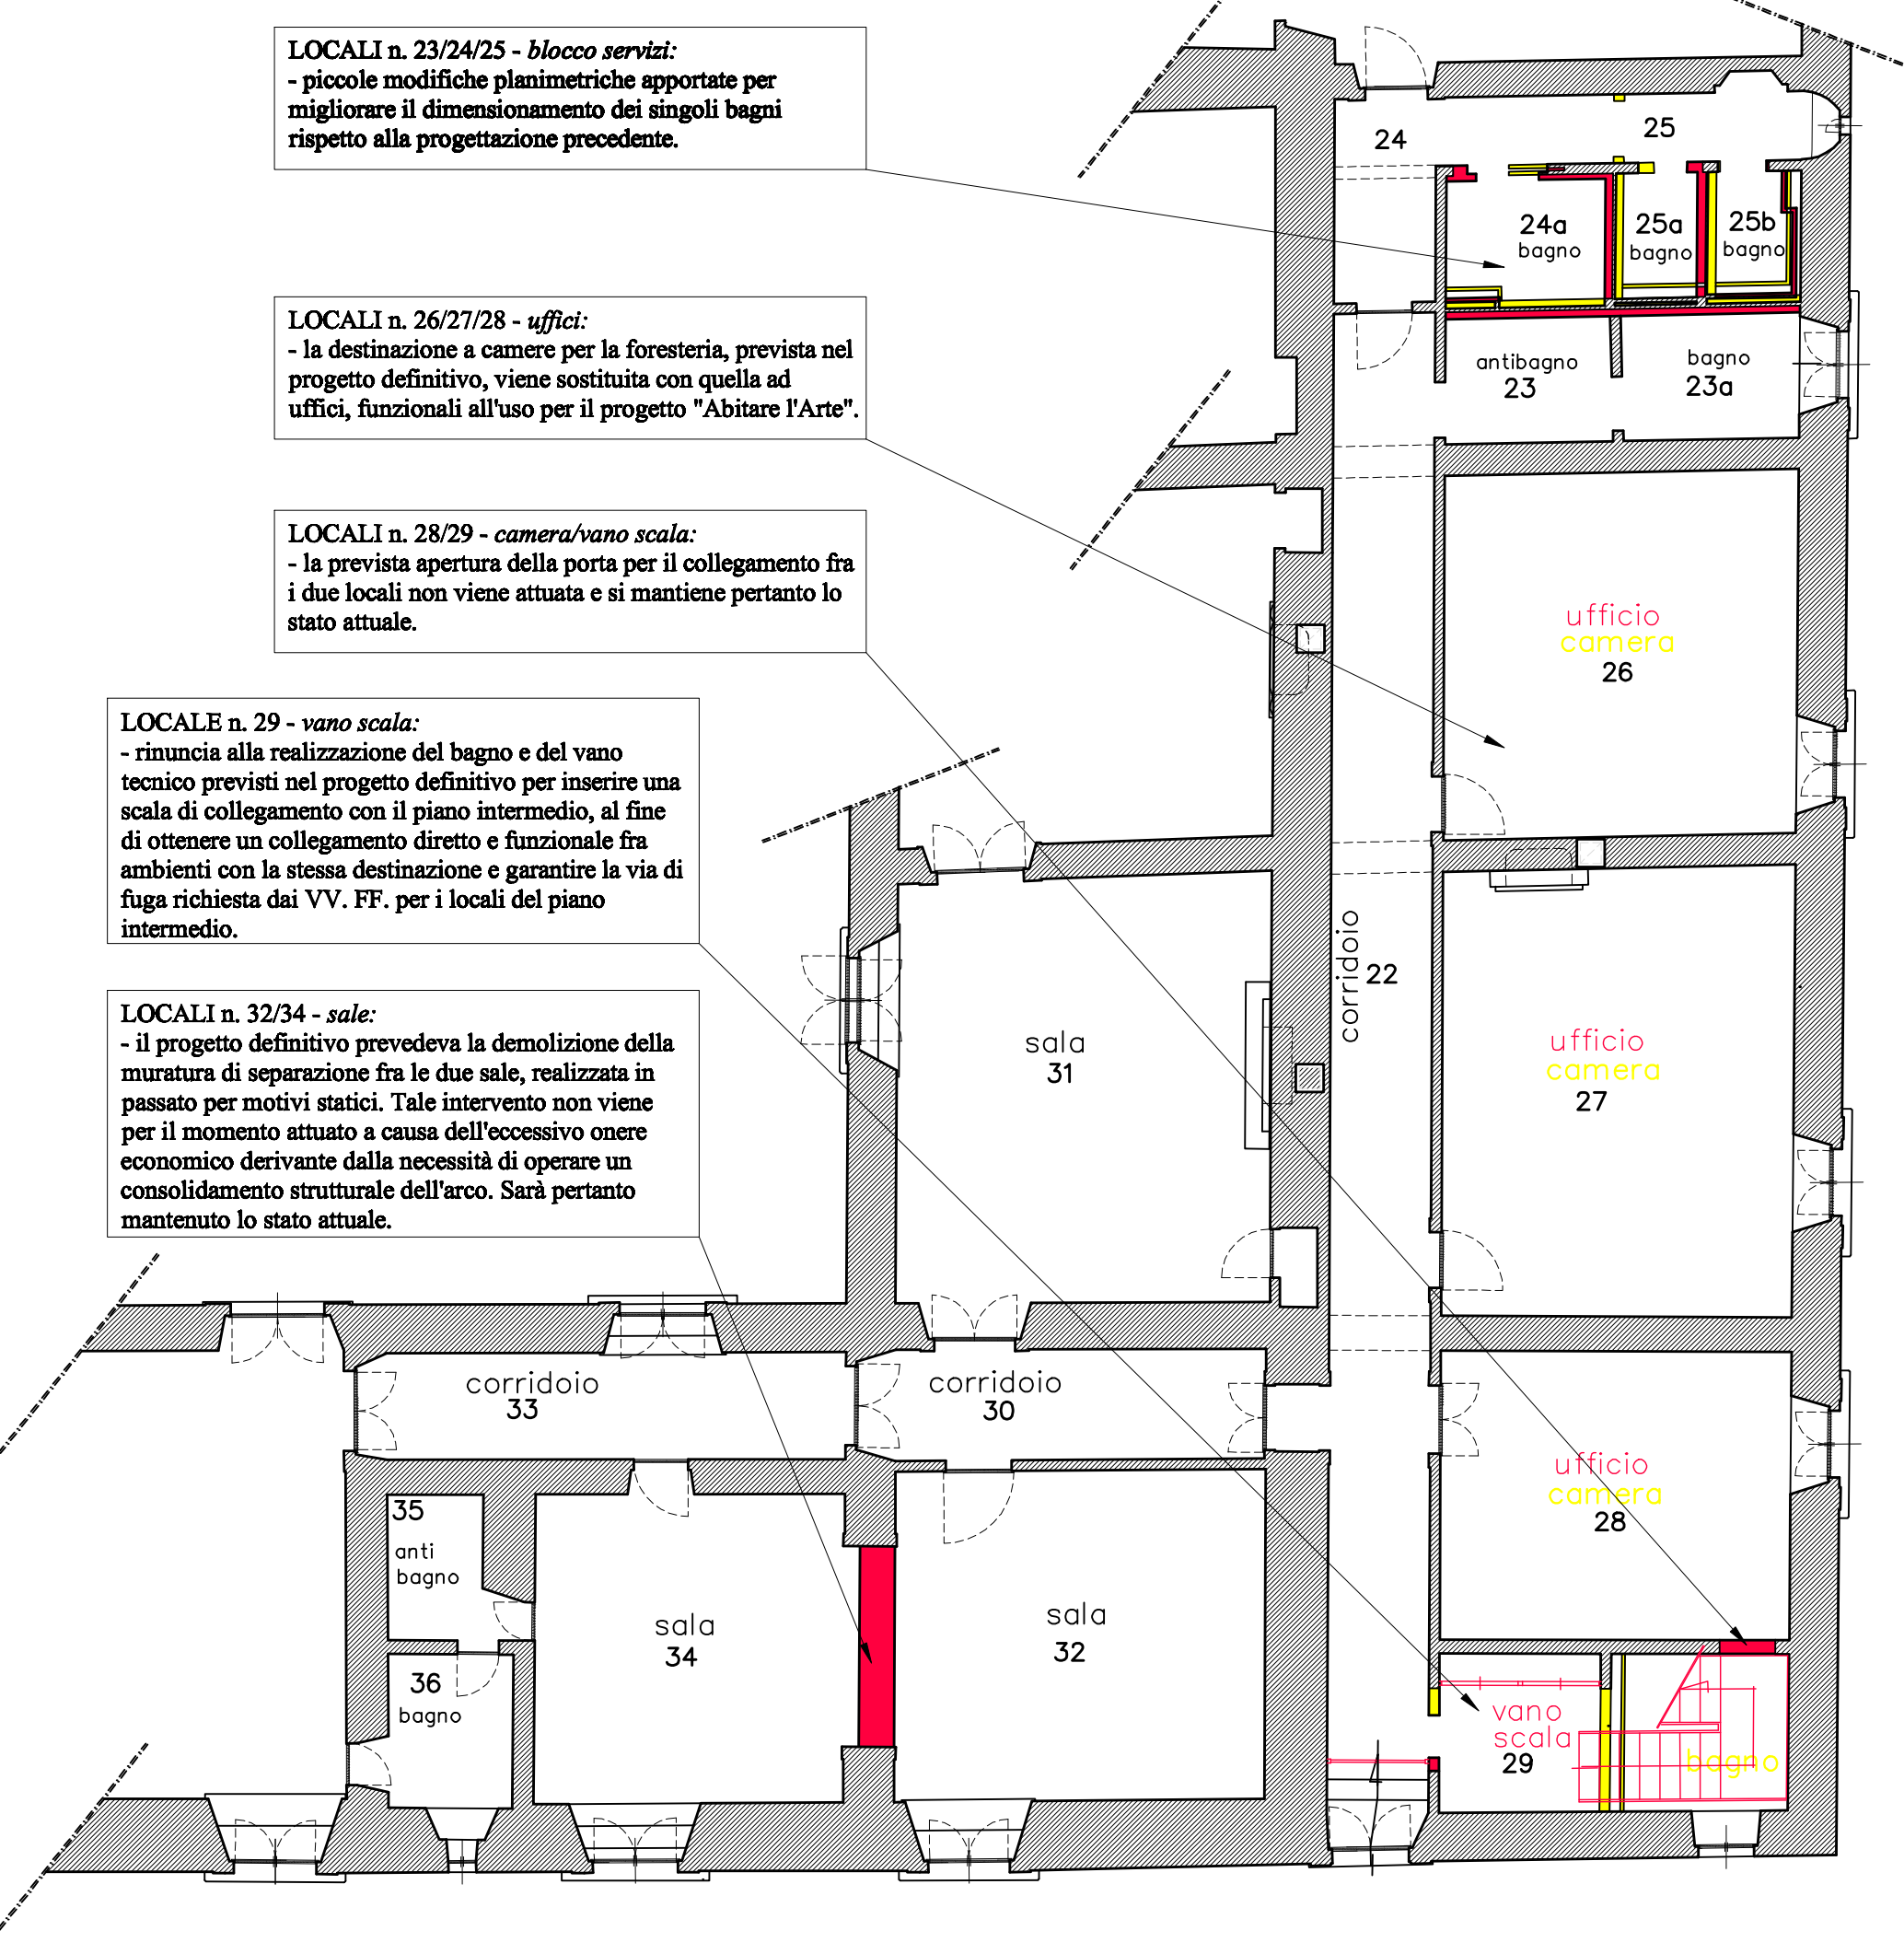 LOCALI n. 23/24/25 - blocco servizi:
- piccole modifiche planimetriche apportate per
migliorare il dimensionamento dei singoli bagni
rispetto alla progettazione precedente.
LOCALI n. 26/27/28 - uffici:
- la destinazione a camere per la foresteria, prevista nel
progetto definitivo, viene sostituita con quella ad
uffici, funzionali all'uso per il progetto "Abitare l'Arte".
LOCALI n. 28/29 - camera/vano scala:
- la prevista apertura della porta per il collegamento fra
i due locali non viene attuata e si mantiene pertanto lo
stato attuale.
LOCALE n. 29 - vano scala:
- rinuncia alla realizzazione del bagno e del vano
tecnico previsti nel progetto definitivo per inserire una
scala di collegamento con il piano intermedio, al fine
di ottenere un collegamento diretto e funzionale fra
ambienti con la stessa destinazione e garantire la via di
fuga richiesta dai VV. FF. per i locali del piano
intermedio.
LOCALI n. 32/34 - sale:
- il progetto definitivo prevedeva la demolizione della
muratura di separazione fra le due sale, realizzata in
passato per motivi statici. Tale intervento non viene
per il momento attuato a causa dell'eccessivo onere
economico derivante dalla necessità di operare un
consolidamento strutturale dell'arco. Sarà pertanto
mantenuto lo stato attuale.
24
25
24a
bagno
25a
bagno
25b
bagno
antibagno
23
bagno
23a
ufficio
camera
26
corridoio
22
sala
31
ufficio
camera
27
corridoio
33
corridoio
30
ufficio
camera
28
35
anti
bagno
36
bagno
sala
34
sala
32
vano
scala
29
bagno